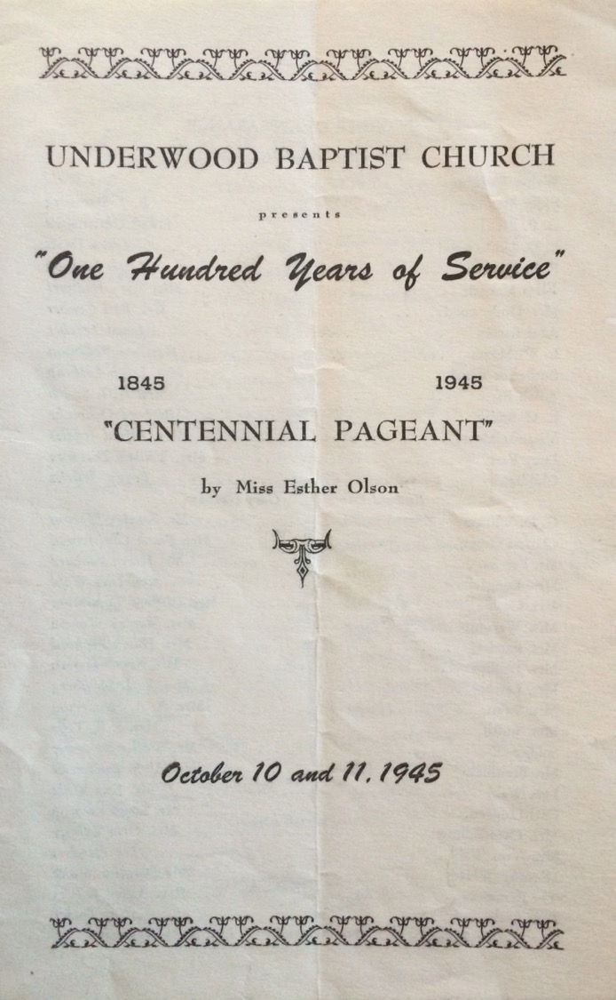 UNDERWOOD BAPTIST CHURCH
presents
"One Hundred Years of Service"
1845 1945
"CENTENNIAL PAGEANT"
by Miss Esther Olson
October 10 and 11, 1945